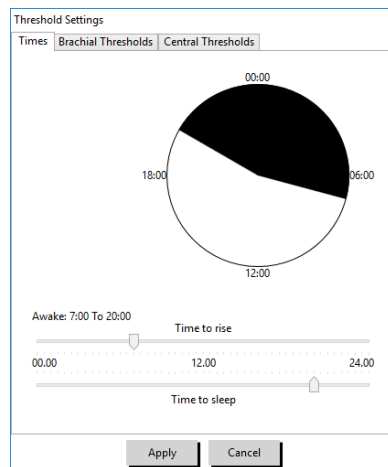 Threshold Settings
Times Brachial Thresholds Central Thresholds
00:00
18:00 06:00
12:00
Awake: 7:00 To 20:00
Time to rise
00.00 12.00 24.00
Time to sleep
Apply Cancel